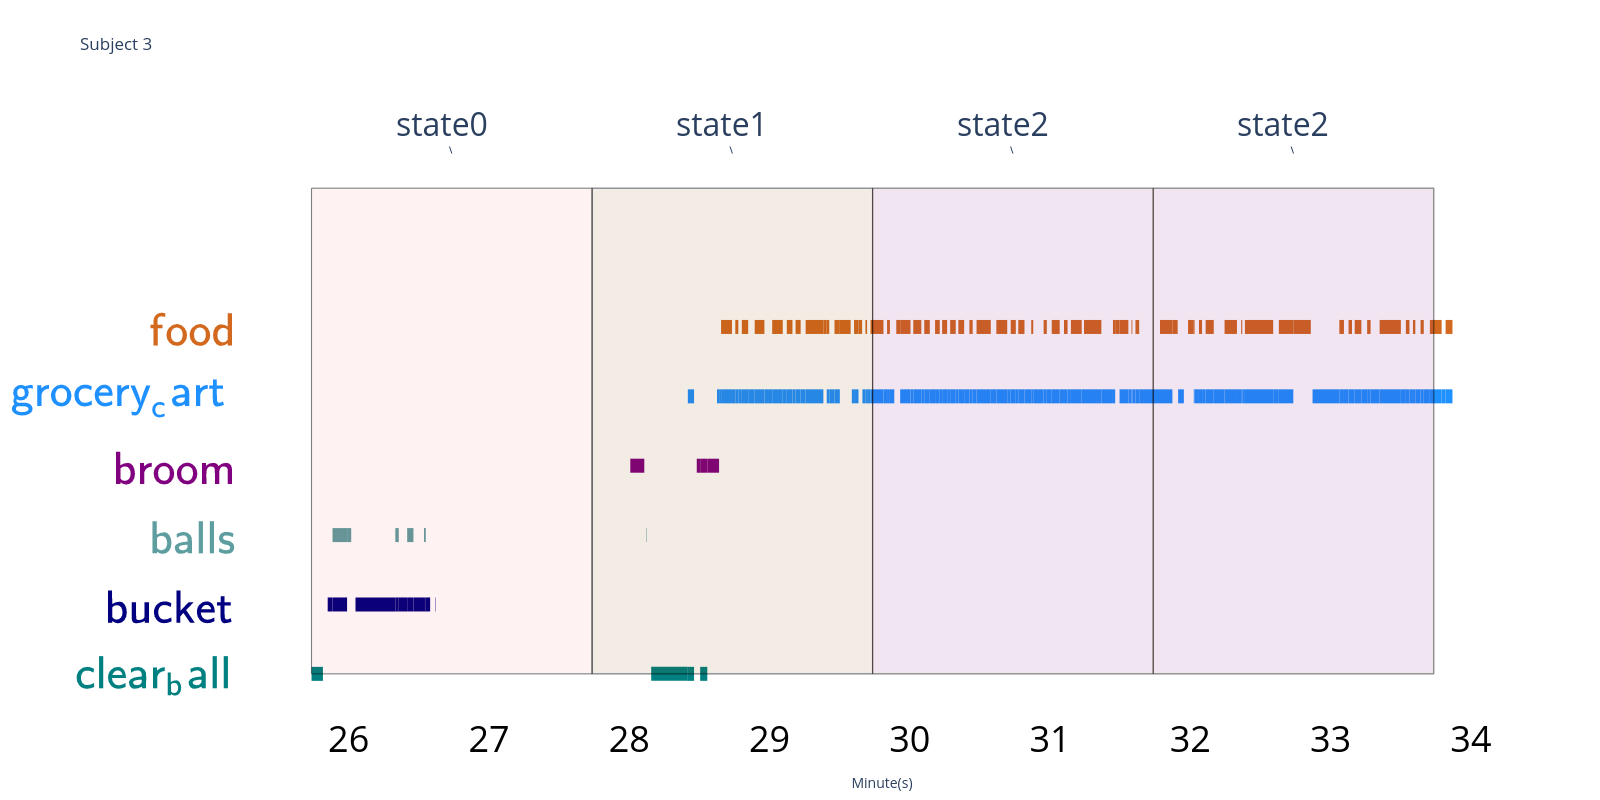 Subject 3
state0 state1 state2 state2
food
grocery_cart
broom
balls
bucket
clear_ball
26 27 28 29 30 31 32 33 34
Minute(s)